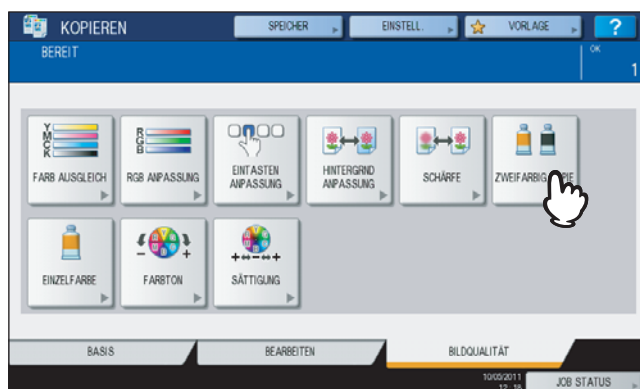 KOPIEREN
SPEICHER
EINSTELL.
VORLAGE
?
BEREIT
OK
1
Y
M
C
K
FARB AUSGLEICH
R
G
B
RGB ANPASSUNG
EINTASTEN
ANPASSUNG
HINTERGRND
ANPASSUNG
SCHÄRFE
EINZELFARBE
- +
FARBTON
++-++
SÄTTIGUNG
BASIS
BEARBEITEN
BILDQUALITÄT
10/05/2011
JOB STATUS